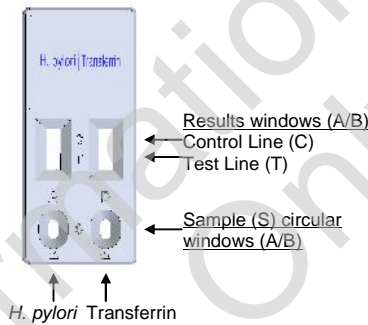 H. pylori Transferrin
Results windows (A/B)
Control Line (C)
Test Line (T)
A B
Sample (S) circular
windows (A/B)
H. pylori Transferrin